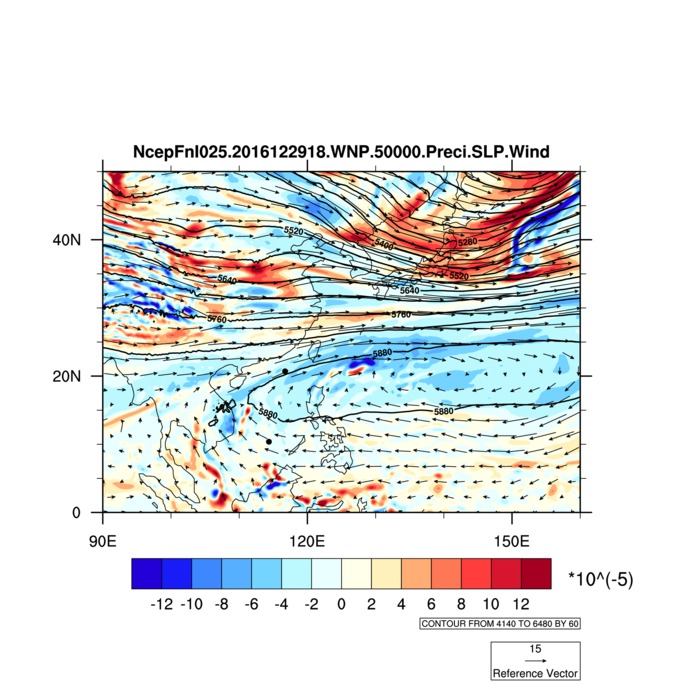 NcepFnl025.2016122918.WNP.50000.Preci.SLP.Wind
5520
5400
5280
40N
5520
5640
5640
5760
5760
5880
20N
5880
5880
0
90E 120E 150E
-12 -10 -8 -6 -4 -2 0 2 4 6 8 10 12
*10^(-5)
CONTOUR FROM 4140 TO 6480 BY 60
15
Reference Vector